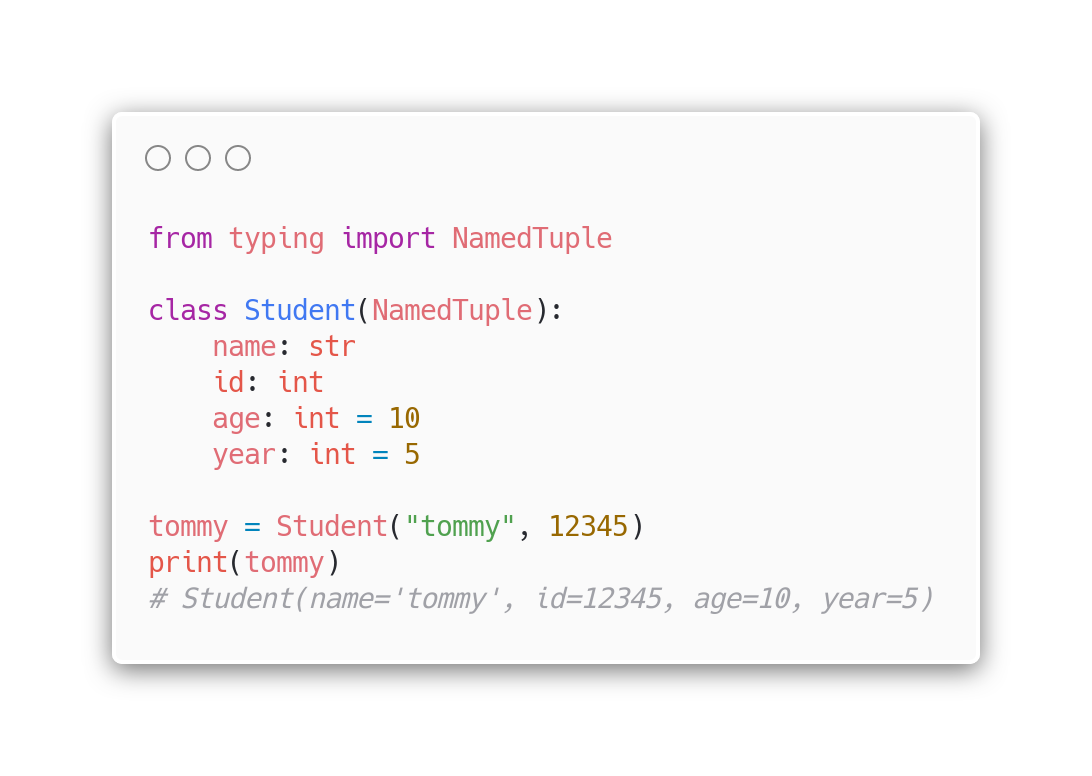 from typing import NamedTuple

class Student(NamedTuple):
    name: str
    id: int
    age: int = 10
    year: int = 5

tommy = Student("tommy", 12345)
print(tommy)
# Student(name='tommy', id=12345, age=10, year=5)